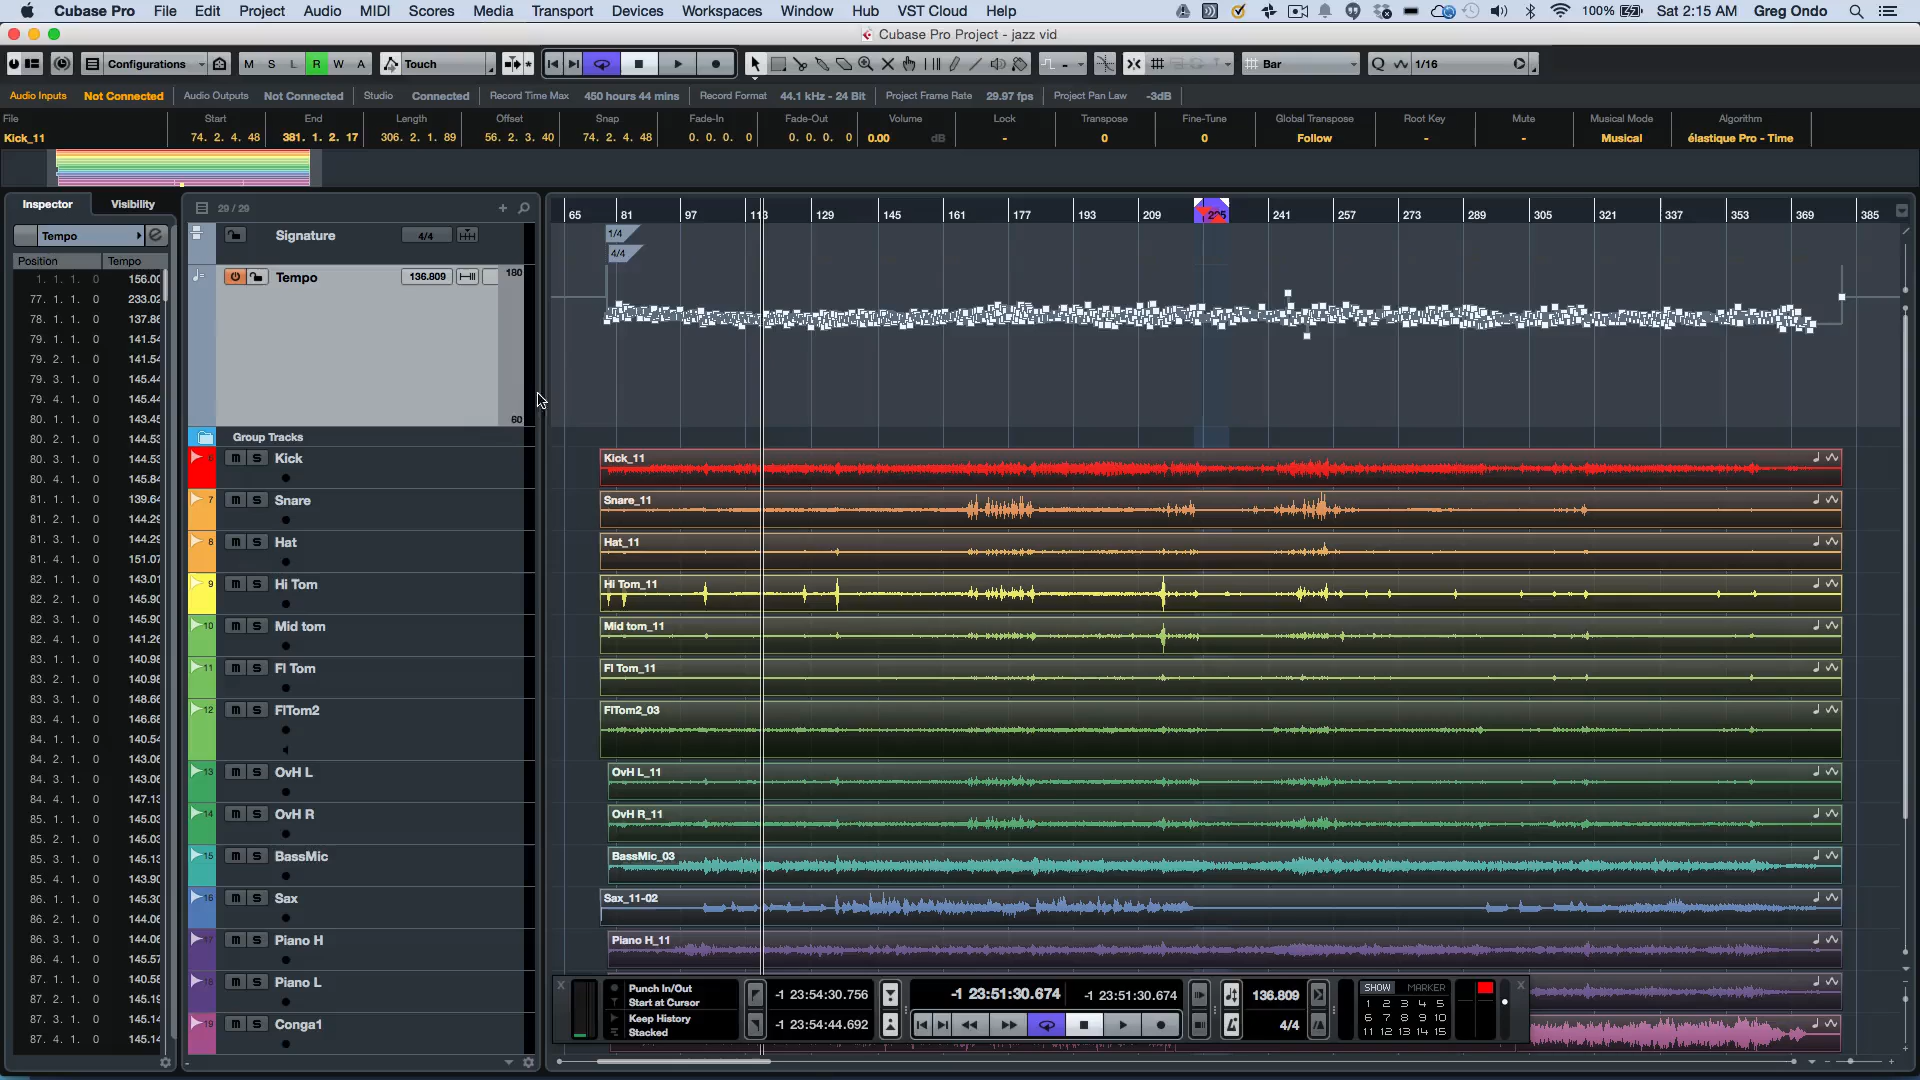 Cubase Pro File Edit Project Audio MIDI Scores Media Transport Devices Workspaces Window Hub VST Cloud Help 100% Sat 2:15 AM Greg Ondo
Cubase Pro Project - jazz vid
Configurations M S L R W A Touch Bar Q 1/16
Audio Inputs Not Connected Audio Outputs Not Connected Studio Connected Record Time Max 450 hours 44 mins Record Format 44.1 kHz - 24 Bit Project Frame Rate 29.97 fps Project Pan Law -3dB
File Start End Length Offset Snap Fade-In Fade-Out Volume Lock Transpose Fine-Tune Global Transpose Root Key Mute Musical Mode Algorithm
Kick_11 74. 2. 4. 48 381. 1. 2. 17 306. 2. 1. 89 56. 2. 3. 40 74. 2. 4. 48 0. 0. 0. 0 0. 0. 0. 0 0.00 dB - 0 0 Follow - - Musical élastique Pro - Time
Inspector Visibility 29 / 29
65 81 97 113 129 145 161 177 193 209 225 241 257 273 289 305 321 337 353 369 385
Tempo
Position Tempo
1. 1. 1. 0 156.00
77. 1. 1. 0 233.02
78. 1. 1. 0 137.86
79. 1. 1. 0 141.54
79. 2. 1. 0 141.54
79. 3. 1. 0 145.44
79. 4. 1. 0 145.44
80. 1. 1. 0 143.45
80. 2. 1. 0 144.53
80. 3. 1. 0 144.53
80. 4. 1. 0 145.84
81. 1. 1. 0 139.64
81. 2. 1. 0 144.29
81. 3. 1. 0 144.29
81. 4. 1. 0 151.07
82. 1. 1. 0 143.01
82. 2. 1. 0 145.90
82. 3. 1. 0 145.90
82. 4. 1. 0 141.26
83. 1. 1. 0 140.98
83. 2. 1. 0 140.98
83. 3. 1. 0 148.66
83. 4. 1. 0 146.68
84. 1. 1. 0 140.54
84. 2. 1. 0 143.06
84. 3. 1. 0 143.06
84. 4. 1. 0 147.13
85. 1. 1. 0 145.03
85. 2. 1. 0 145.03
85. 3. 1. 0 145.13
85. 4. 1. 0 143.90
86. 1. 1. 0 145.30
86. 2. 1. 0 144.06
86. 3. 1. 0 144.06
86. 4. 1. 0 145.57
87. 1. 1. 0 140.58
87. 2. 1. 0 145.19
87. 3. 1. 0 145.14
87. 4. 1. 0 145.14
Signature 4/4
1/4
4/4
Tempo 136.809 180
60
Group Tracks
m S Kick
7 m S Snare
8 m S Hat
9 m S Hi Tom
10 m S Mid tom
11 m S Fl Tom
12 m S FlTom2
13 m S OvH L
14 m S OvH R
15 m S BassMic
16 m S Sax
m S Piano H
m S Piano L
19 m S Conga1
Kick_11
Snare_11
Hat_11
Hi Tom_11
Mid tom_11
Fl Tom_11
FlTom2_03
OvH L_11
OvH R_11
BassMic_03
Sax_11-02
Piano H_11
Punch In/Out
Start at Cursor
Keep History
Stacked
-1 23:54:30.756
-1 23:54:44.692
-1 23:51:30.674 -1 23:51:30.674
136.809
4/4
SHOW MARKER
1 2 3 4 5
6 7 8 9 10
11 12 13 14 15